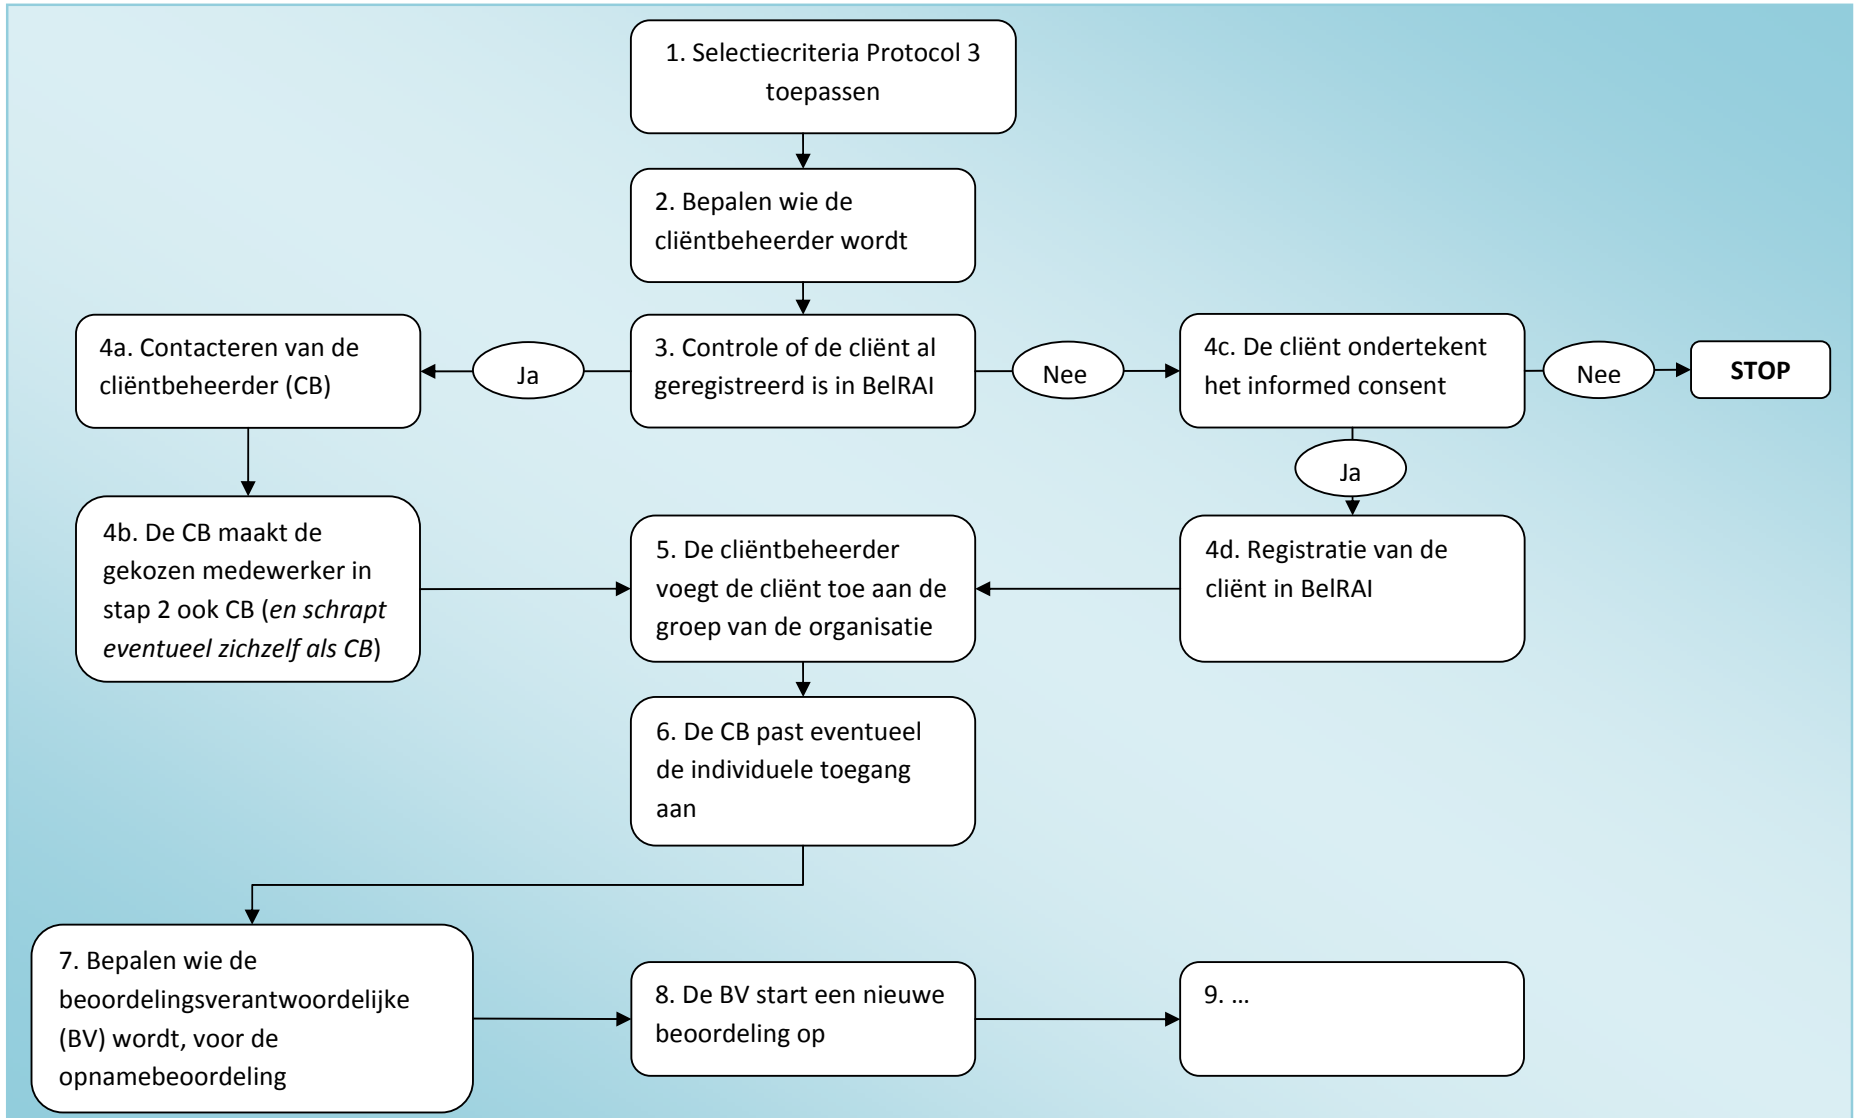 1. Selectiecriteria Protocol 3
toepassen
2. Bepalen wie de
cliëntbeheerder wordt
4a. Contacteren van de
cliëntbeheerder (CB)
Ja
3. Controle of de cliënt al
geregistreerd is in BelRAI
Nee
4c. De cliënt ondertekent
het informed consent
Nee
STOP
Ja
4b. De CB maakt de
gekozen medewerker in
stap 2 ook CB (en schrapt
eventueel zichzelf als CB)
5. De cliëntbeheerder
voegt de cliënt toe aan de
groep van de organisatie
4d. Registratie van de
cliënt in BelRAI
6. De CB past eventueel
de individuele toegang
aan
7. Bepalen wie de
beoordelingsverantwoordelijke
(BV) wordt, voor de
opnamebeoordeling
8. De BV start een nieuwe
beoordeling op
9. ...